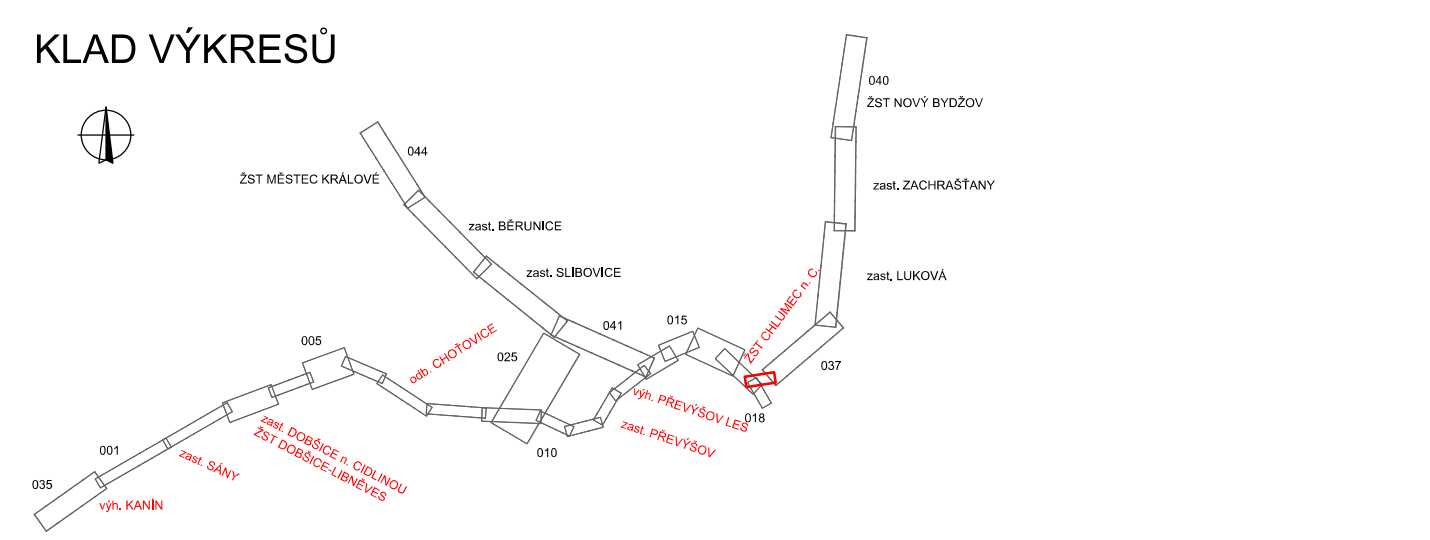 KLAD VÝKRESŮ
040
ŽST NOVÝ BYDŽOV
044
ŽST MĚSTEC KRÁLOVÉ
zast. ZACHRAŠŤANY
zast. BĚRUNICE
zast. SLIBOVICE
zast. LUKOVÁ
ŽST CHLUMEC n. C.
015
041
005
odb. CHOŤOVICE
025
037
výh. PŘEVÝŠOV LES
018
zast. PŘEVÝŠOV
010
zast. DOBŠICE n. CIDLINOU
ŽST DOBŠICE-LIBNĚVES
001
zast. SÁNY
035
výh. KANÍN